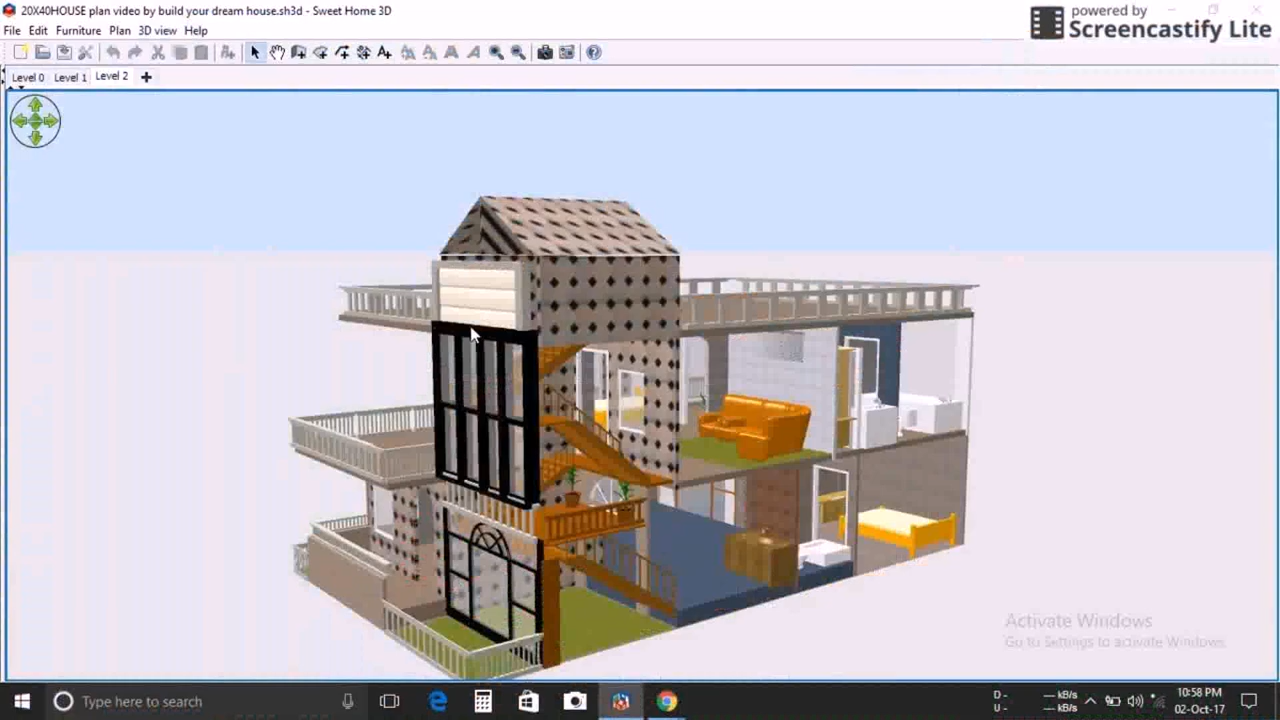 20X40HOUSE plan video by build your dream house.sh3d - Sweet Home 3D
powered by
Screencastify Lite
File Edit Furniture Plan 3D view Help
Level 0 Level 1 Level 2
Activate Windows
Go to Settings to activate Windows.
Type here to search
D - — kB/s
U - — kB/s
10:58 PM
02-Oct-17